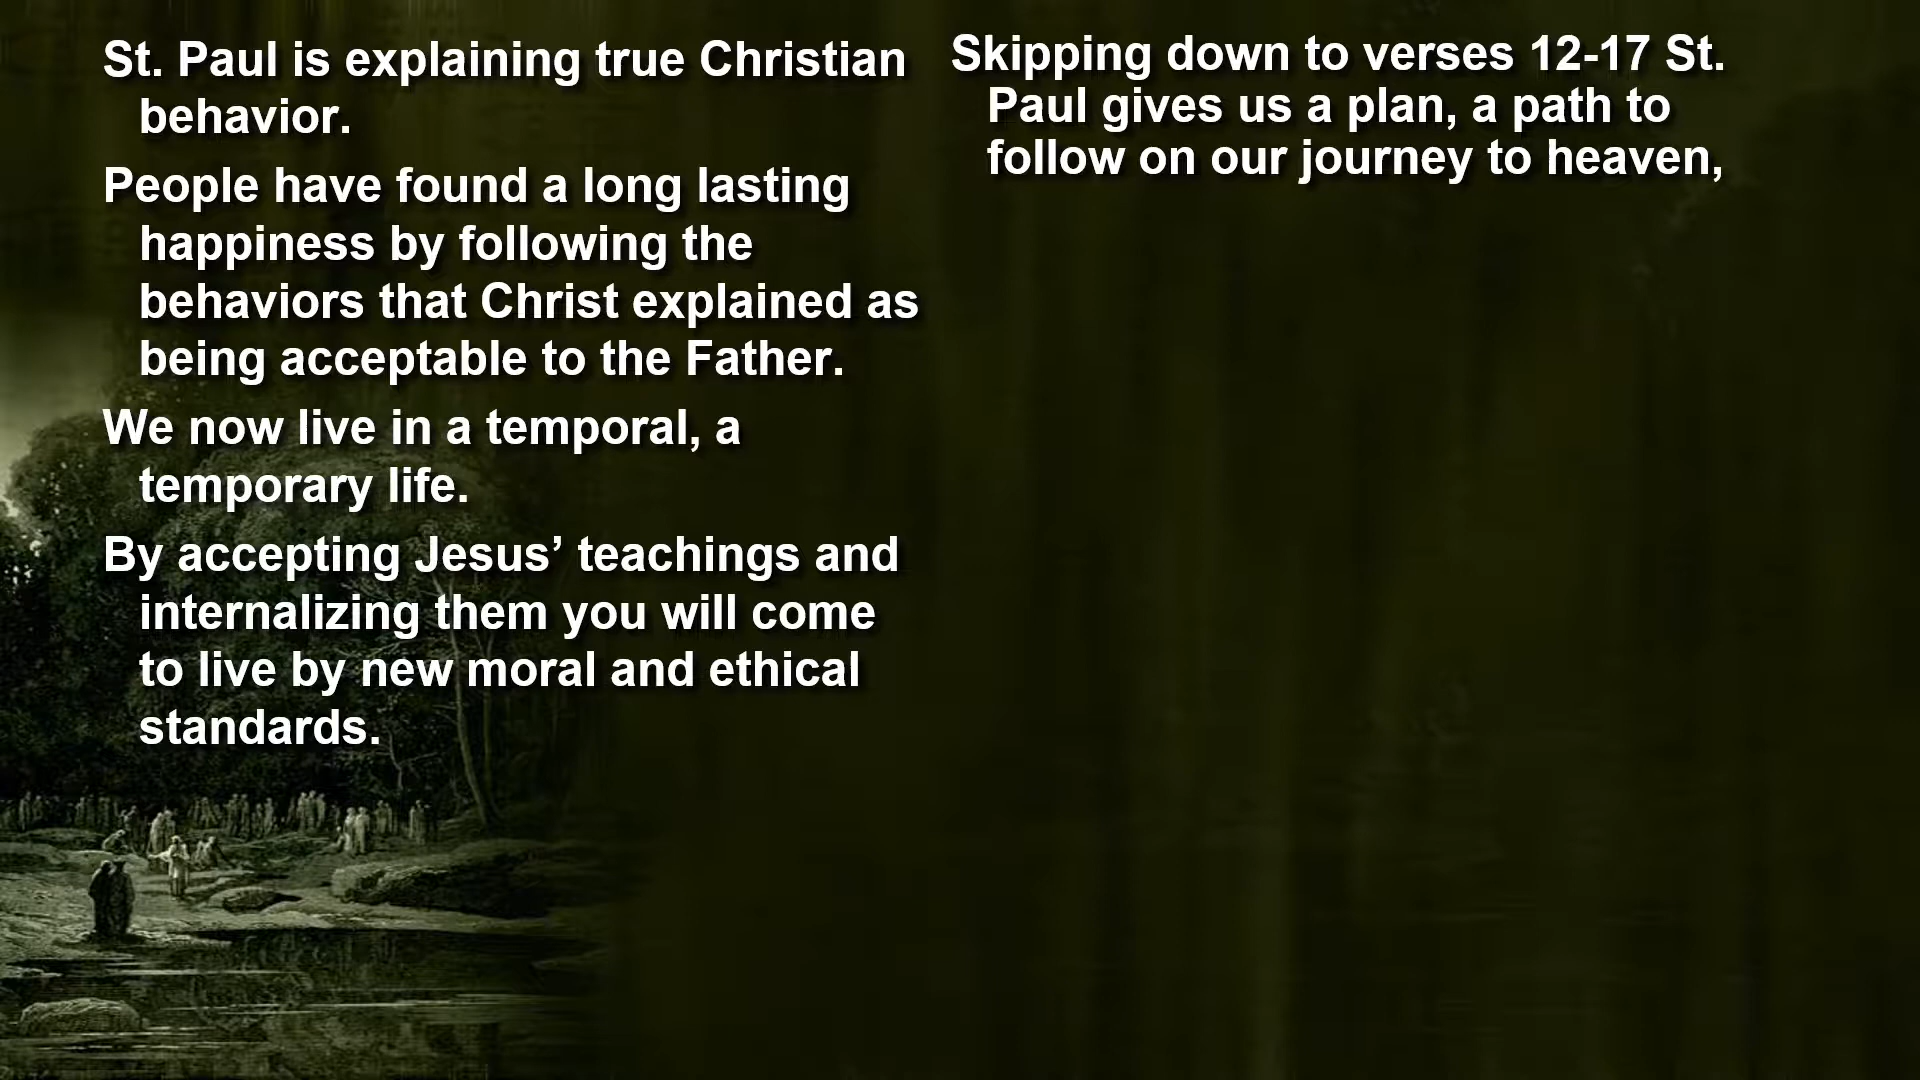 St. Paul is explaining true Christian
behavior.
People have found a long lasting
happiness by following the
behaviors that Christ explained as
being acceptable to the Father.
We now live in a temporal, a
temporary life.
By accepting Jesus’ teachings and
internalizing them you will come
to live by new moral and ethical
standards.
Skipping down to verses 12-17 St.
Paul gives us a plan, a path to
follow on our journey to heaven,